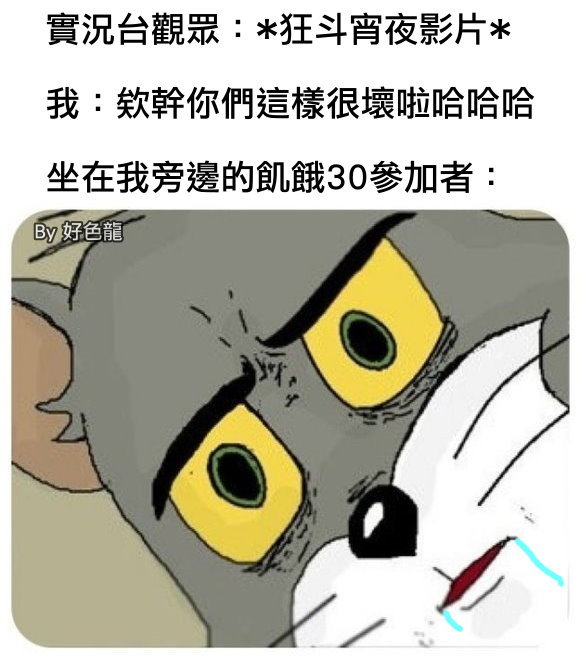 實況台觀眾：*狂斗宵夜影片*
我：欸幹你們這樣很壞啦哈哈哈
坐在我旁邊的飢餓30參加者：
By 好色龍